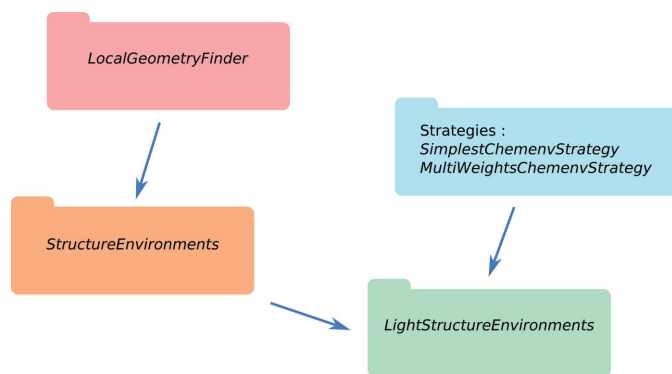 LocalGeometryFinder
Strategies :
SimplestChemenvStrategy
MultiWeightsChemenvStrategy
StructureEnvironments
LightStructureEnvironments